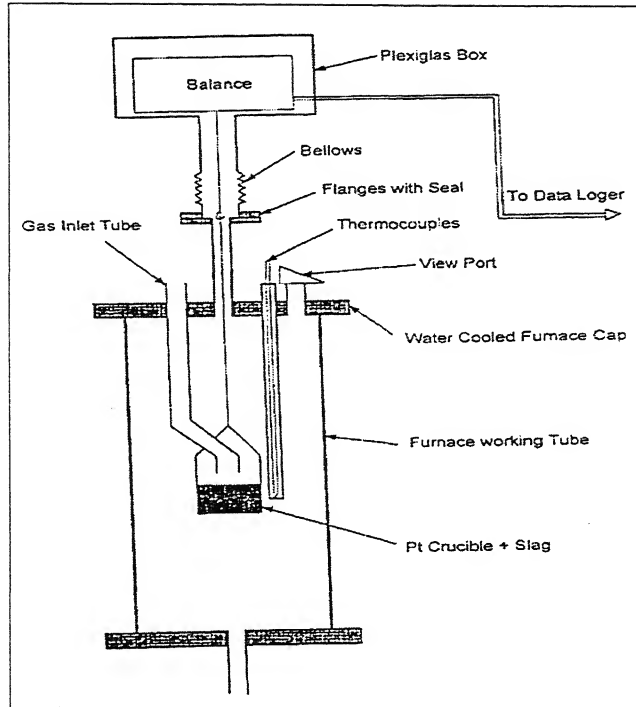 Plexiglas Box
Balance
Bellows
Flanges with Seal
To Data Loger
Gas Inlet Tube
Thermocouples
View Port
Water Cooled Furnace Cap
Furnace working Tube
Pt Crucible + Slag